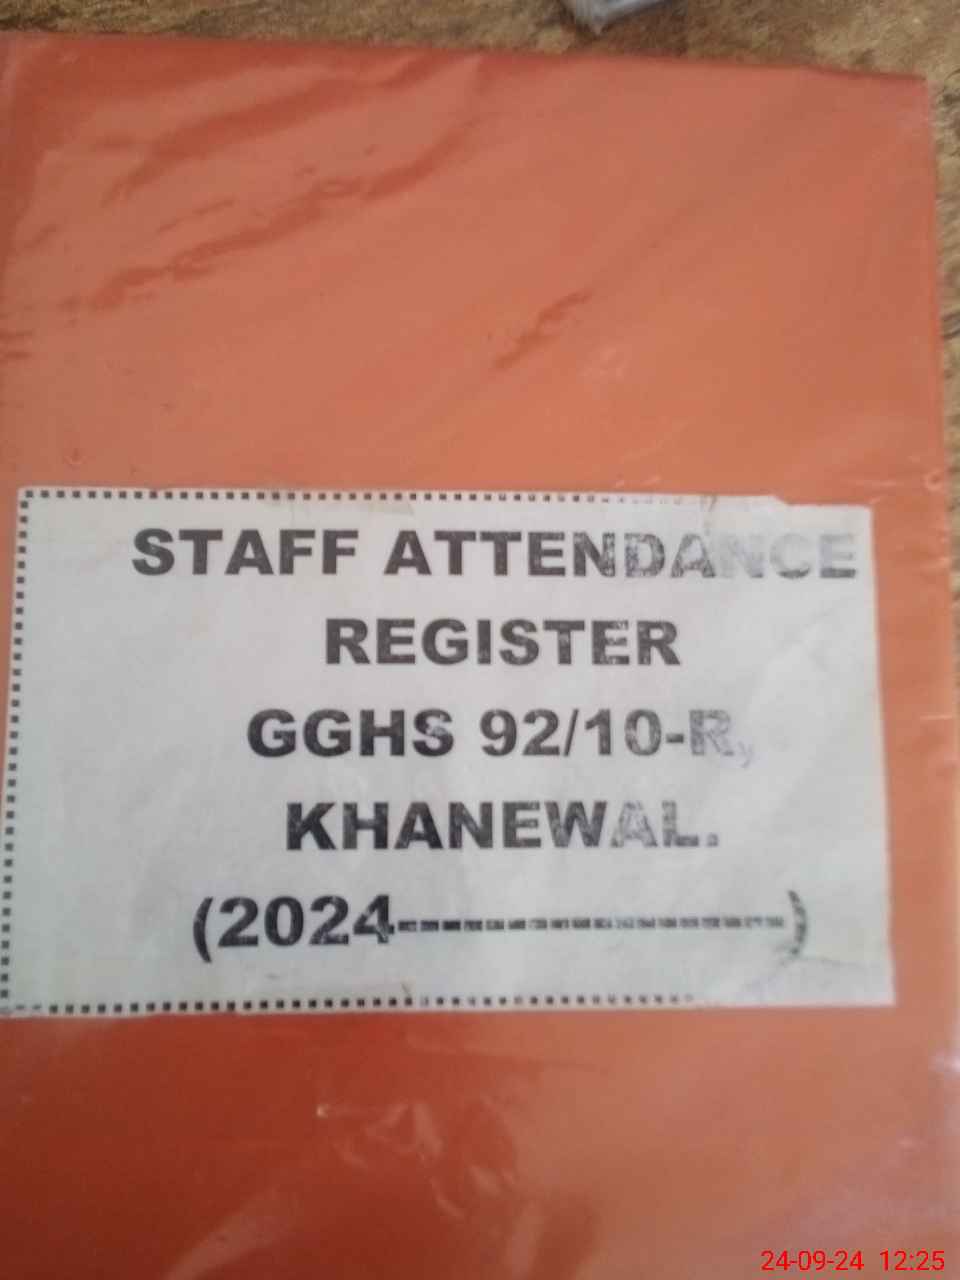 STAFF ATTENDANCE
REGISTER
GGHS 92/10-R,
KHANEWAL.
(2024--------------------)
24-09-24 12:25